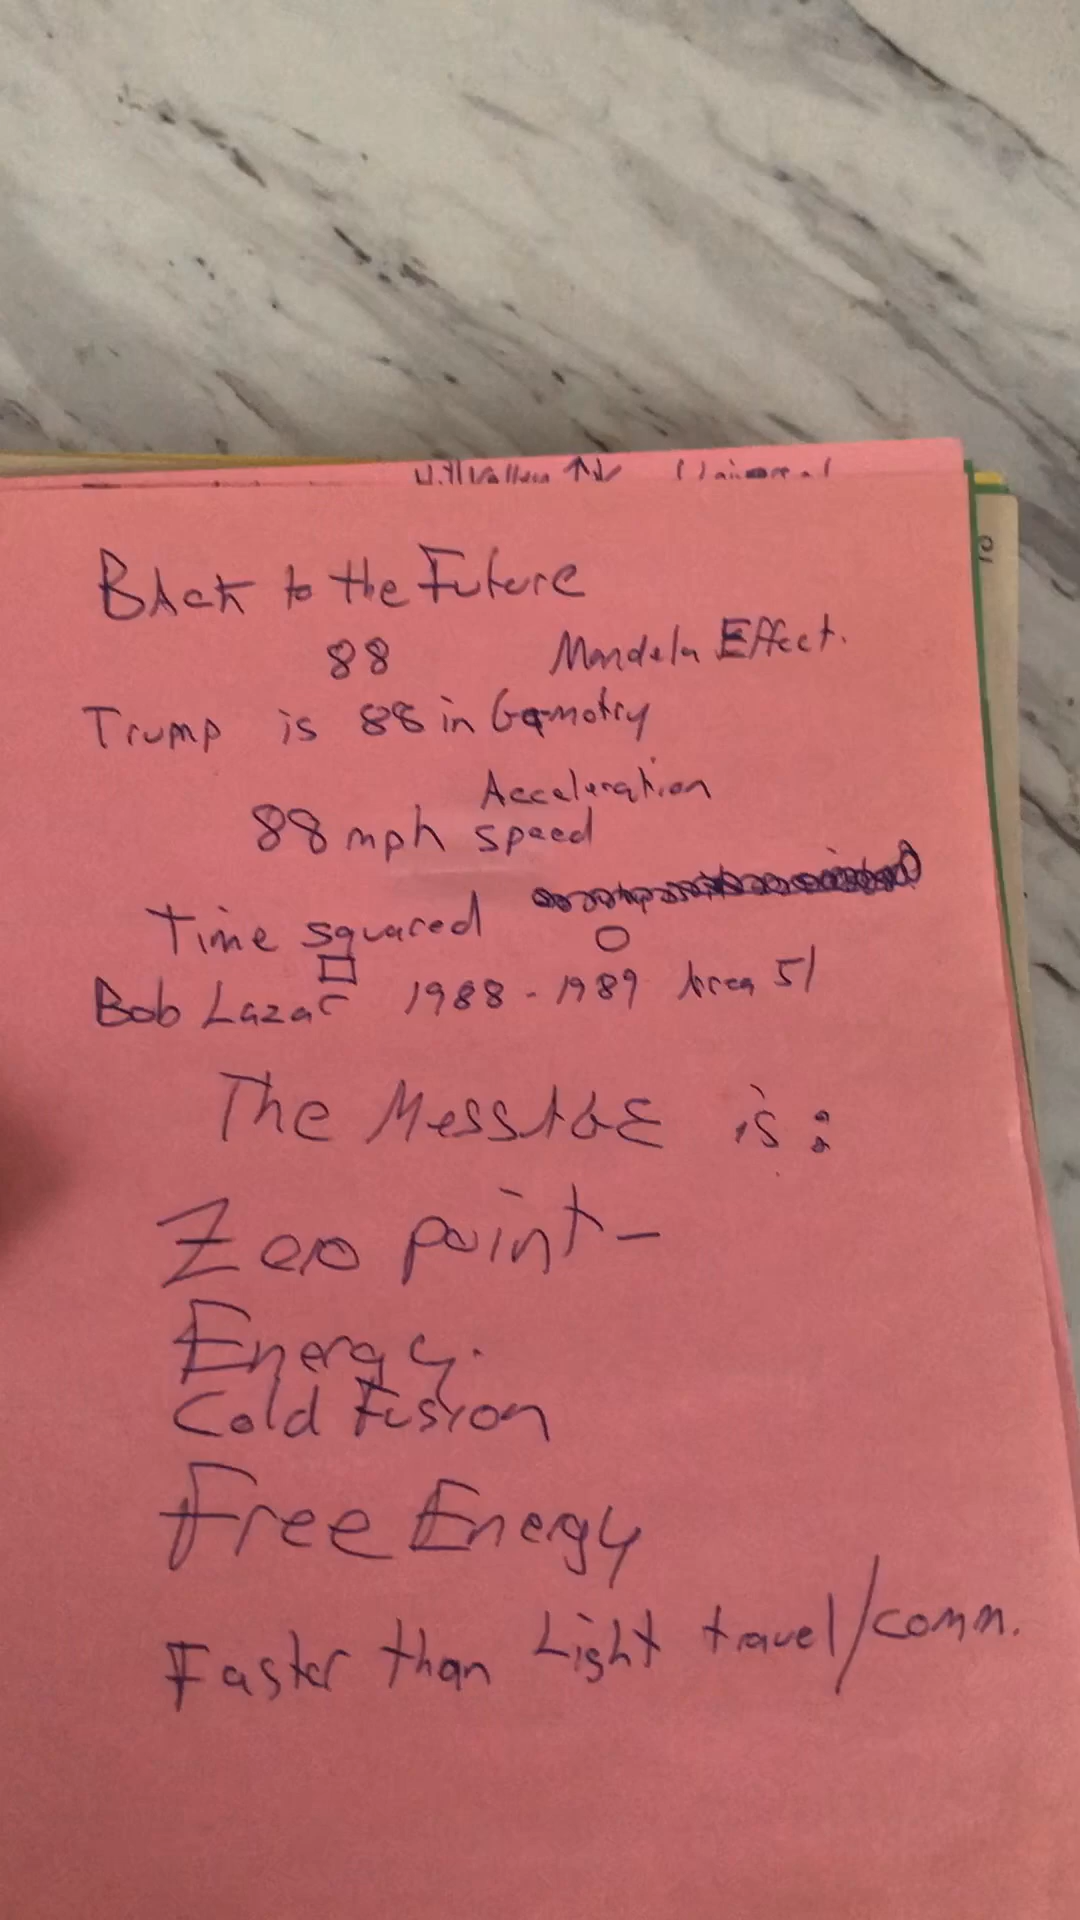 Back to the Future
88 Mandela Effect.
Trump is 88 in Gemotry
Acceleration
88 mph speed
Time squared
Bob Lazar 1988 - 1989 Area 51
The MessAGE is:
Zero point-
Energy.
Cold Fusion
Free Energy
Faster than Light travel/comm.